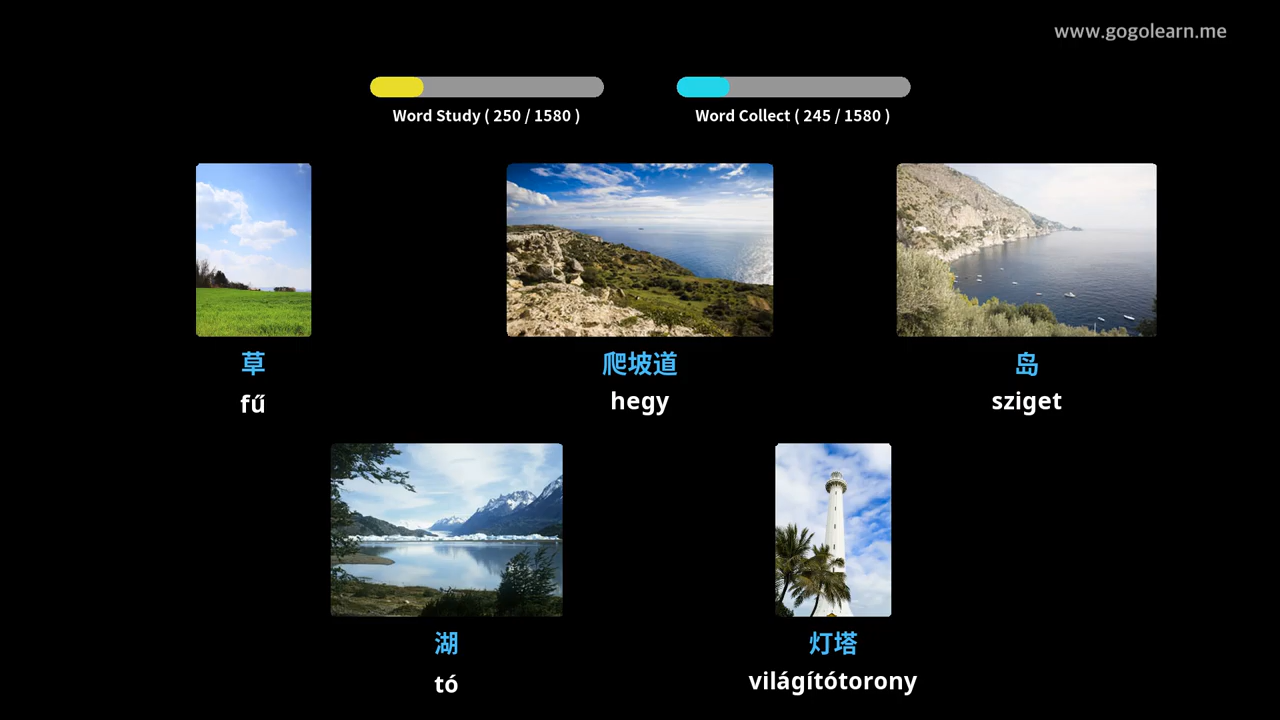 www.gogolearn.me
Word Study ( 250 / 1580 )
Word Collect ( 245 / 1580 )
草
fű
爬坡道
hegy
岛
sziget
湖
tó
灯塔
világítótorony